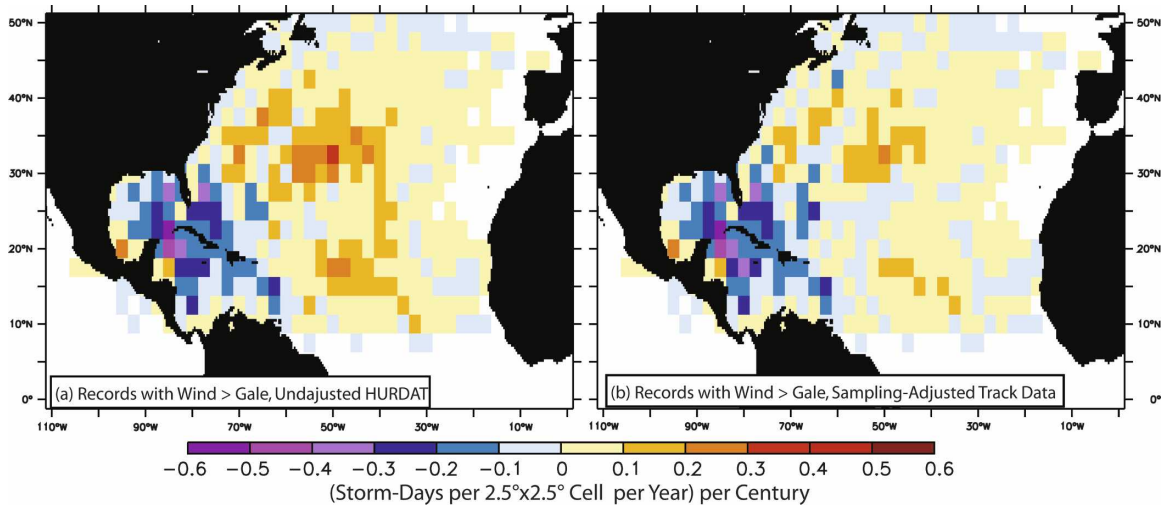 50°N
40°N
30°N
20°N
10°N
0°
50°N
40°N
30°N
20°N
10°N
0°
(a) Records with Wind > Gale, Undajusted HURDAT
(b) Records with Wind > Gale, Sampling-Adjusted Track Data
110°W 90°W 70°W 50°W 30°W 10°W
110°W 90°W 70°W 50°W 30°W 10°W
−0.6 −0.5 −0.4 −0.3 −0.2 −0.1 0 0.1 0.2 0.3 0.4 0.5 0.6
(Storm-Days per 2.5°x2.5° Cell per Year) per Century